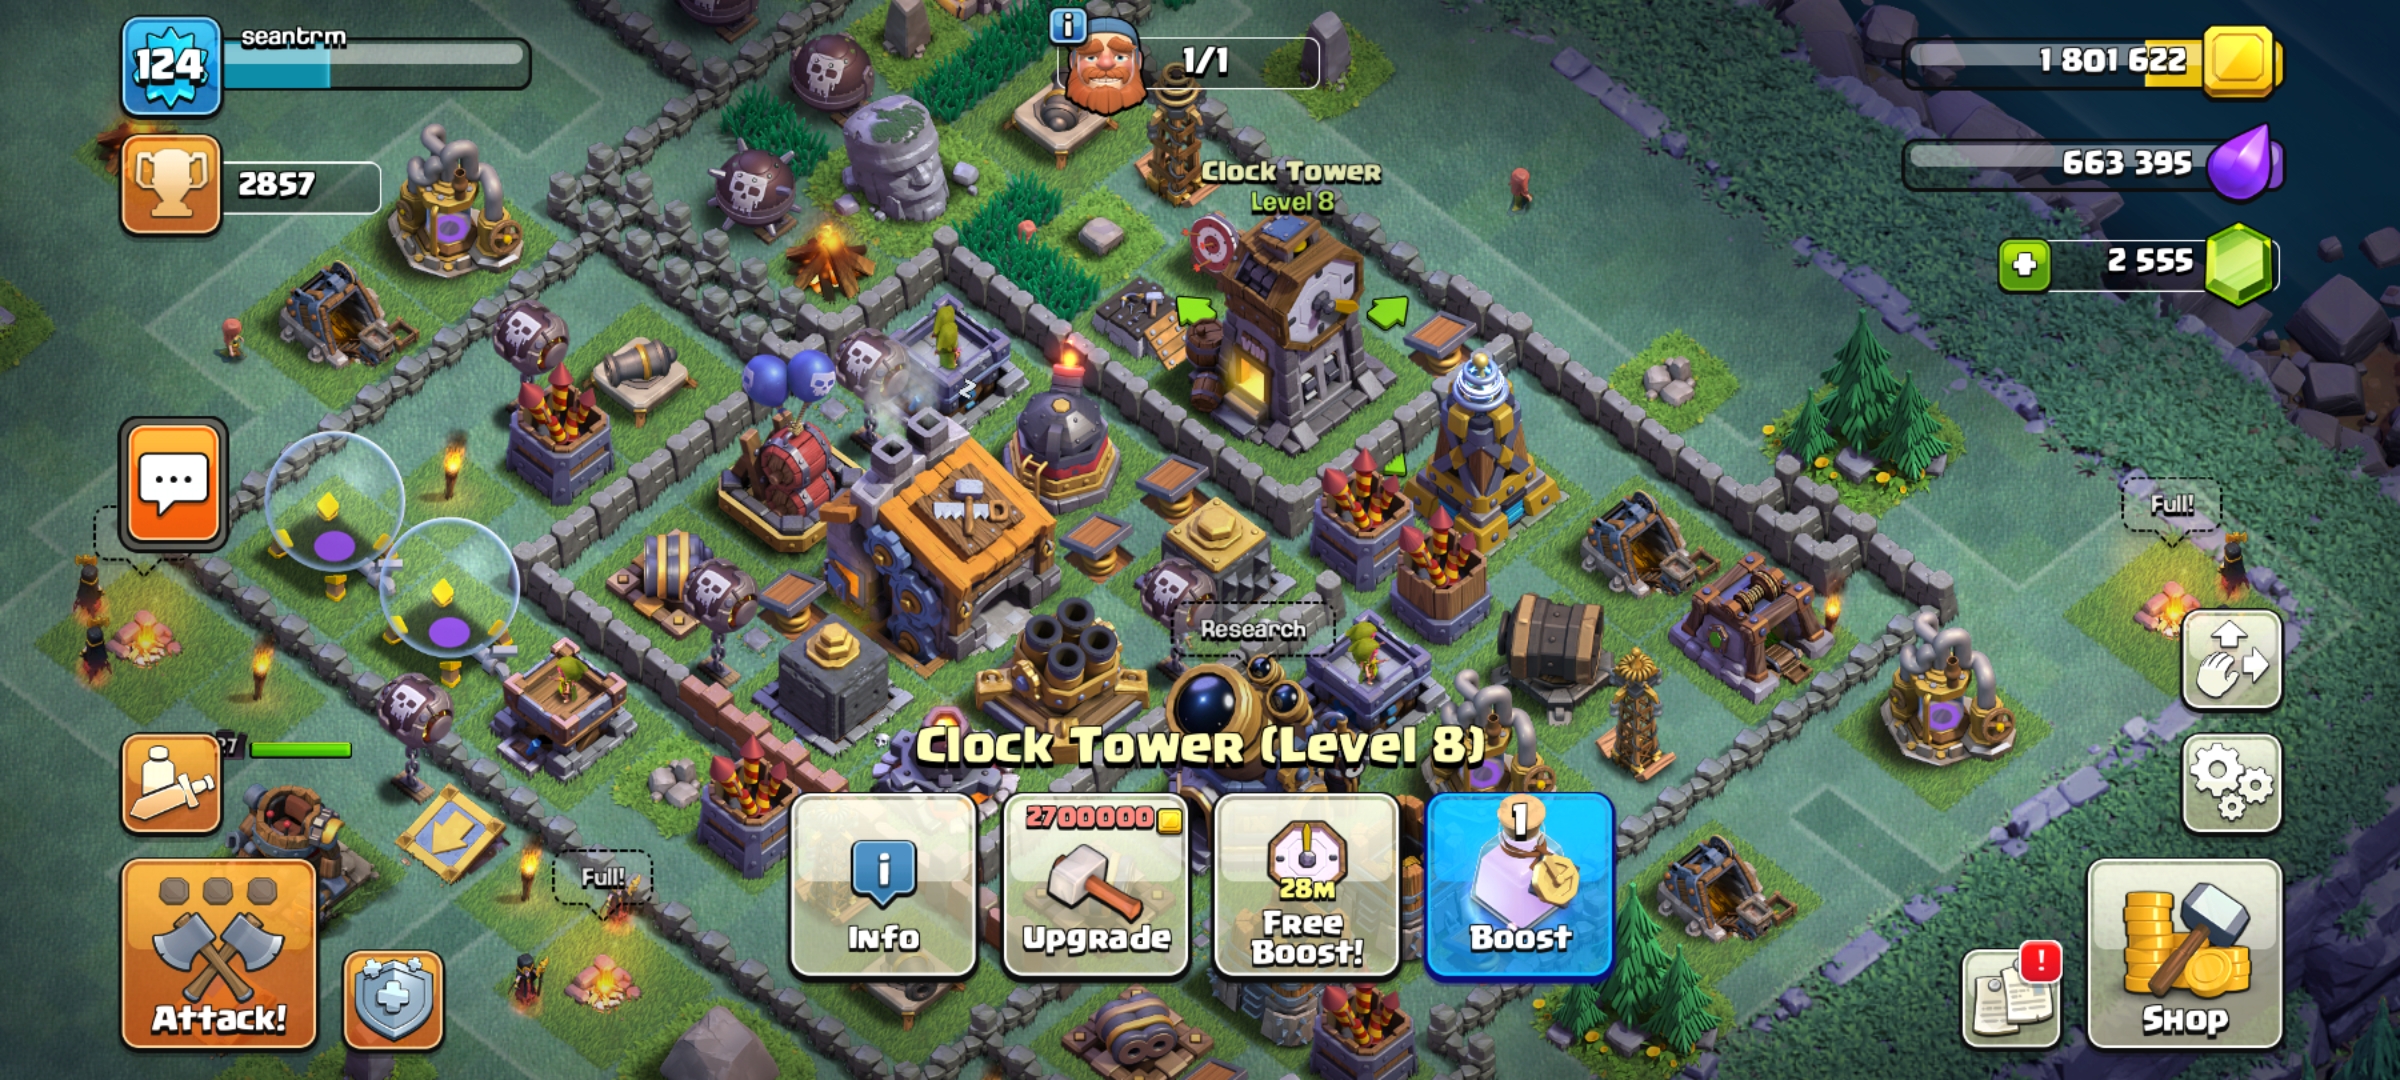 124
seantrm
1/1
1 801 622
2857
663 395
2 555
Clock Tower
Level 8
Full!
Research
Clock Tower (Level 8)
Info
2700000
Upgrade
28M
Free
Boost!
1
Boost
Full!
Attack!
!
Shop